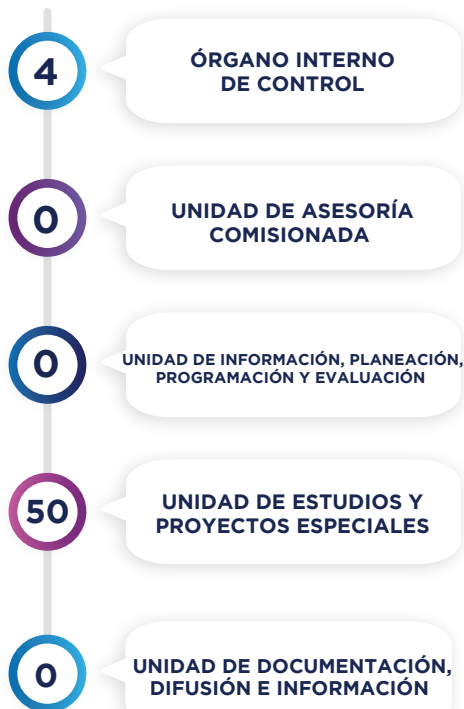 4
ÓRGANO INTERNO
DE CONTROL
0
UNIDAD DE ASESORÍA
COMISIONADA
0
UNIDAD DE INFORMACIÓN, PLANEACIÓN,
PROGRAMACIÓN Y EVALUACIÓN
50
UNIDAD DE ESTUDIOS Y
PROYECTOS ESPECIALES
0
UNIDAD DE DOCUMENTACIÓN,
DIFUSIÓN E INFORMACIÓN